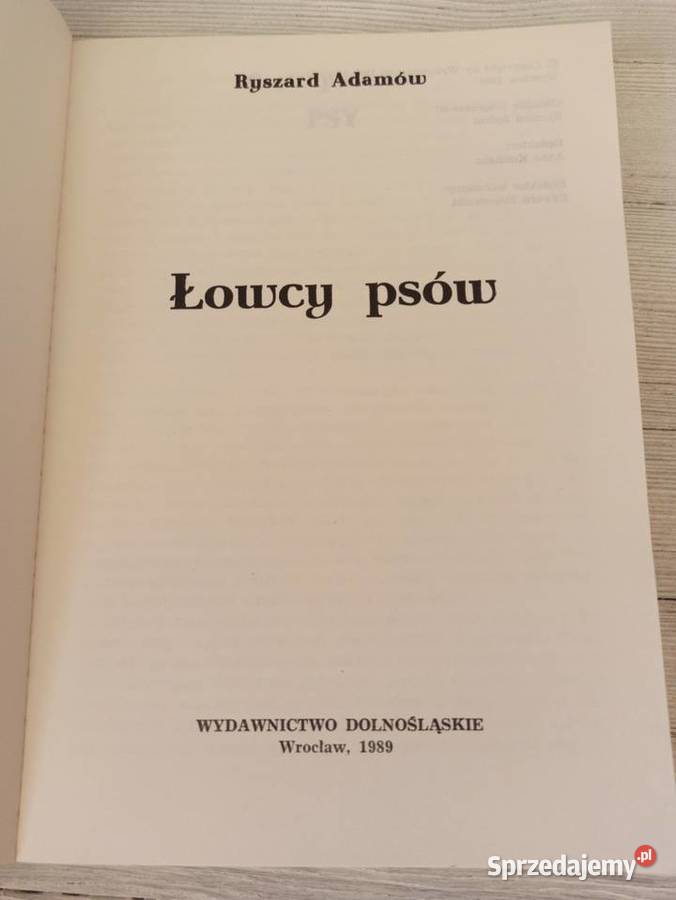 Ryszard Adamów
Łowcy psów
WYDAWNICTWO DOLNOŚLĄSKIE
Wrocław, 1989
Sprzedajemy.pl